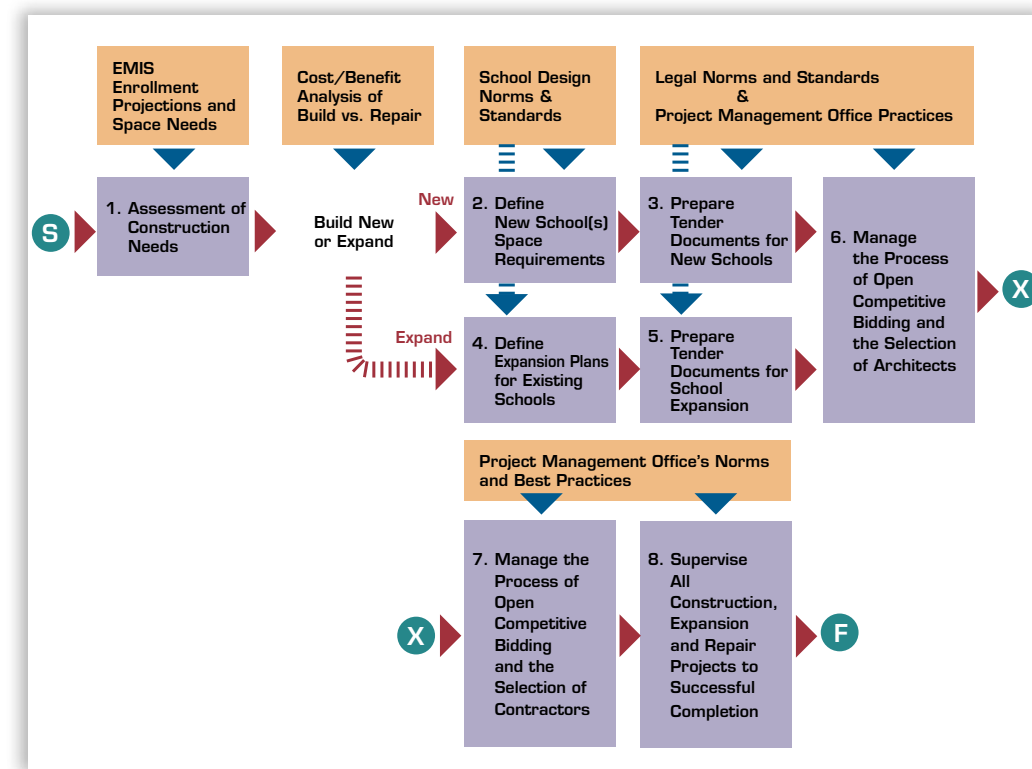 EMIS
Enrollment
Projections and
Space Needs
Cost/Benefit
Analysis of
Build vs. Repair
School Design
Norms &
Standards
Legal Norms and Standards
&
Project Management Office Practices
S
1. Assessment of
Construction
Needs
Build New
or Expand
New
2. Define
New School(s)
Space
Requirements
3. Prepare
Tender
Documents for
New Schools
Expand
4. Define
Expansion Plans
for Existing
Schools
5. Prepare
Tender
Documents for
School
Expansion
6. Manage
the Process
of Open
Competitive
Bidding and
the Selection
of Architects
X
Project Management Office's Norms
and Best Practices
X
7. Manage the
Process of
Open
Competitive
Bidding
and the
Selection of
Contractors
8. Supervise
All
Construction,
Expansion
and Repair
Projects to
Successful
Completion
F